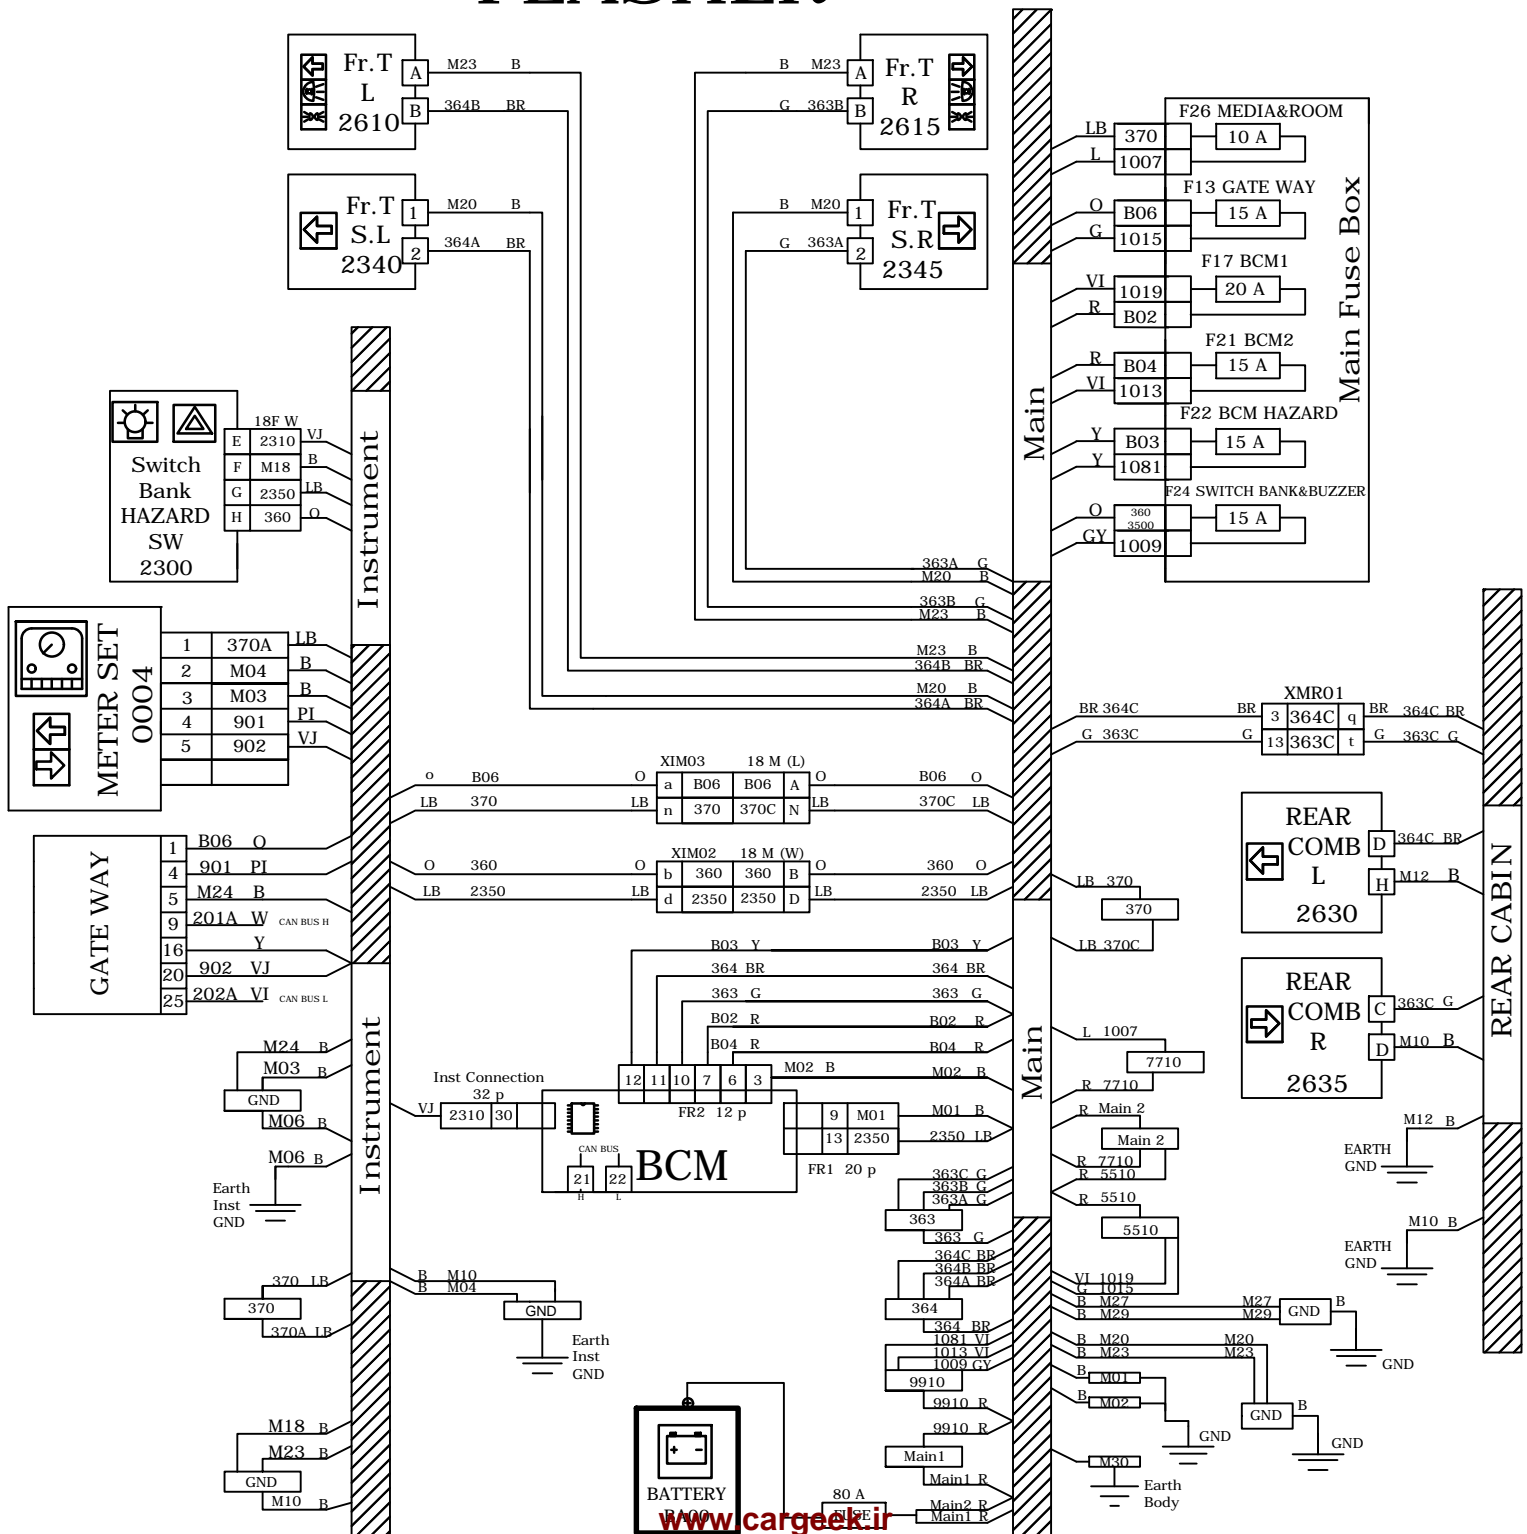 Fr.T
L
2610
A
B
M23 B
364B BR
Fr.T
S.L
2340
1
2
M20 B
364A BR
B M23
G 363B
A
B
Fr.T
R
2615
B M20
G 363A
1
2
Fr.T
S.R
2345
Main Fuse Box
F26 MEDIA&ROOM
LB 370 10 A
L 1007
F13 GATE WAY
O B06 15 A
G 1015
F17 BCM1
VI 1019 20 A
R B02
F21 BCM2
R B04 15 A
VI 1013
F22 BCM HAZARD
Y B03 15 A
Y 1081
F24 SWITCH BANK&BUZZER
O 360 3500 15 A
GY 1009
Main
Instrument
Switch
Bank
HAZARD
SW
2300
18F W
E 2310 VJ
F M18 B
G 2350 LB
H 360 O
METER SET
0004
1 370A LB
2 M04 B
3 M03 B
4 901 PI
5 902 VJ
363A G
M20 B
363B G
M23 B
M23 B
364B BR
M20 B
364A BR
XMR01
BR 364C BR 3 364C q BR 364C BR
G 363C G 13 363C t G 363C G
XIM03 18 M (L)
o B06 O a B06 B06 A O B06 O
LB 370 LB n 370 370C N LB 370C LB
XIM02 18 M (W)
O 360 O b 360 360 B O 360 O
LB 2350 LB d 2350 2350 D LB 2350 LB
GATE WAY
1 B06 O
4 901 PI
5 M24 B
9 201A W CAN BUS H
16 Y
20 902 VJ
25 202A VI CAN BUS L
REAR
COMB
L
2630
D 364C BR
H M12 B
REAR
COMB
R
2635
C 363C G
D M10 B
REAR CABIN
LB 370
370
LB 370C
B03 Y B03 Y
364 BR 364 BR
363 G 363 G
B02 R B02 R
B04 R B04 R
M02 B M02 B
12 11 10 7 6 3
FR2 12 p
Inst Connection
32 p
VJ 2310 30
CAN BUS
21 22
H L
BCM
9 M01 M01 B
13 2350 2350 LB
FR1 20 p
Main
Instrument
L 1007
7710
R 7710
R Main 2
Main 2
R 7710
R 5510
R 5510
5510
VI 1019
G 1015
M24 B
M03 B
GND
M06 B
M06 B
Earth
Inst
GND
370 LB
370
370A LB
B M10
B M04
GND
Earth
Inst
GND
M18 B
M23 B
GND
M10 B
363C G
363B G
363A G
363
363 G
364C BR
364B BR
364A BR
364
364 BR
1081 VI
1013 VI
1009 GY
9910
9910 R
9910 R
Main1
Main1 R
Main2 R
Main1 R
80 A
FUSE
BATTERY
B M27 M27
B M29 M29
GND B
GND
B M20 M20
B M23 M23
GND B
GND
B M01
B M02
GND
M30
Earth
Body
M12 B
EARTH
GND
M10 B
EARTH
GND
www.cargeek.ir